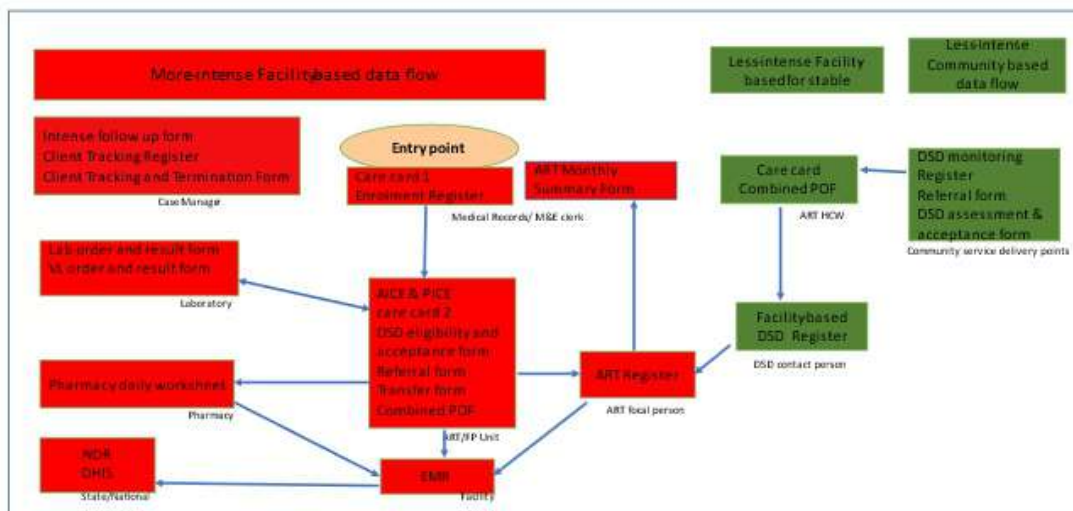 More-intense Facilitybased data flow
Less-intense Facility
based for stable
Less-intense
Community based
data flow
Intense follow up form
Client Tracking Register
Client Tracking and Termination Form
Case Manager
Entry point
Care card 1
Enrolment Register
Medical Records/ M&E clerk
ART Monthly
Summary Form
Care card
Combined POF
ART HCW
DSD monitoring
Register
Referral form
DSD assessment &
acceptance form
Community service delivery points
Lab order and result form
VL order and result form
Laboratory
AICE & PICE
care card 2
DSD eligibility and
acceptance form
Referral form
Transfer form
Combined POF
ART/FP Unit
Facilitybased
DSD Register
DSD contact person
Pharmacy daily worksheet
Pharmacy
ART Register
ART focal person
NDR
DHIS
State/National
EMR
Facility